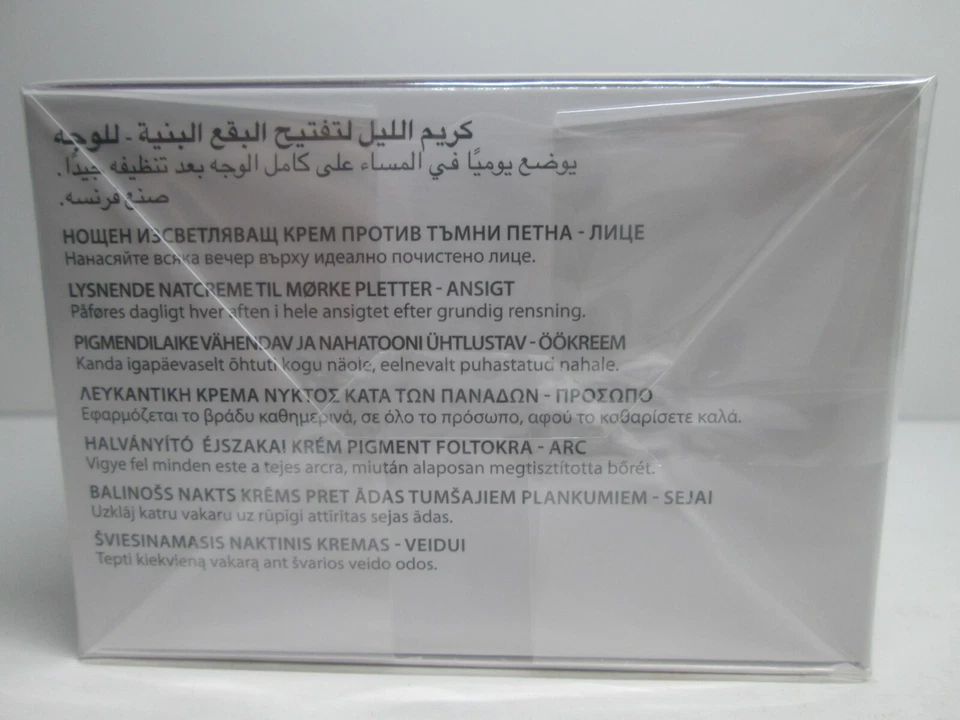 كريم الليل لتفتيح البقع البنية - للوجه
يوضع يوميًا في المساء على كامل الوجه بعد تنظيفه جيدًا.
صنع فرنسه.
НОЩЕН ИЗСВЕТЛЯВАЩ КРЕМ ПРОТИВ ТЪМНИ ПЕТНА - ЛИЦЕ
Нанасяйте всяка вечер върху идеално почистено лице.
LYSNENDE NATCREME TIL MØRKE PLETTER - ANSIGT
Påføres dagligt hver aften i hele ansigtet efter grundig rensning.
PIGMENDILAIKE VÄHENDAV JA NAHATOONI ÜHTLUSTAV - ÖÖKREEM
Kanda igapäevaselt õhtuti kogu näole, eelnevalt puhastatud nahale.
ΛΕΥΚΑΝΤΙΚΗ ΚΡΕΜΑ ΝΥΚΤΟΣ ΚΑΤΑ ΤΩΝ ΠΑΝΑΔΩΝ - ΠΡΟΣΩΠΟ
Εφαρμόζεται το βράδυ καθημερινά, σε όλο το πρόσωπο, αφού το καθαρίσετε καλά.
HALVÁNYÍTÓ ÉJSZAKAI KRÉM PIGMENT FOLTOKRA - ARC
Vigye fel minden este a tejes arcra, miután alaposan megtisztította bőrét.
BALINOŠS NAKTS KRĒMS PRET ĀDAS TUMŠAJIEM PLANKUMIEM - SEJAI
Uzklāj katru vakaru uz rūpīgi attīrītas sejas ādas.
ŠVIESINAMASIS NAKTINIS KREMAS - VEIDUI
Tepti kiekvieną vakarą ant švarios veido odos.